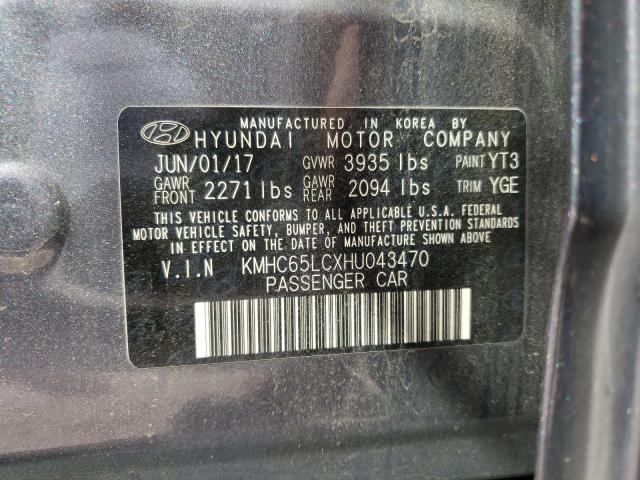 MANUFACTURED IN KOREA BY
HYUNDAI MOTOR COMPANY
JUN/01/17 GVWR 3935 lbs PAINT YT3
GAWR FRONT 2271 lbs GAWR REAR 2094 lbs TRIM YGE
THIS VEHICLE CONFORMS TO ALL APPLICABLE U.S.A. FEDERAL
MOTOR VEHICLE SAFETY, BUMPER, AND THEFT PREVENTION STANDARDS
IN EFFECT ON THE DATE OF MANUFACTURE SHOWN ABOVE
V.I.N KMHC65LCXHU043470
PASSENGER CAR